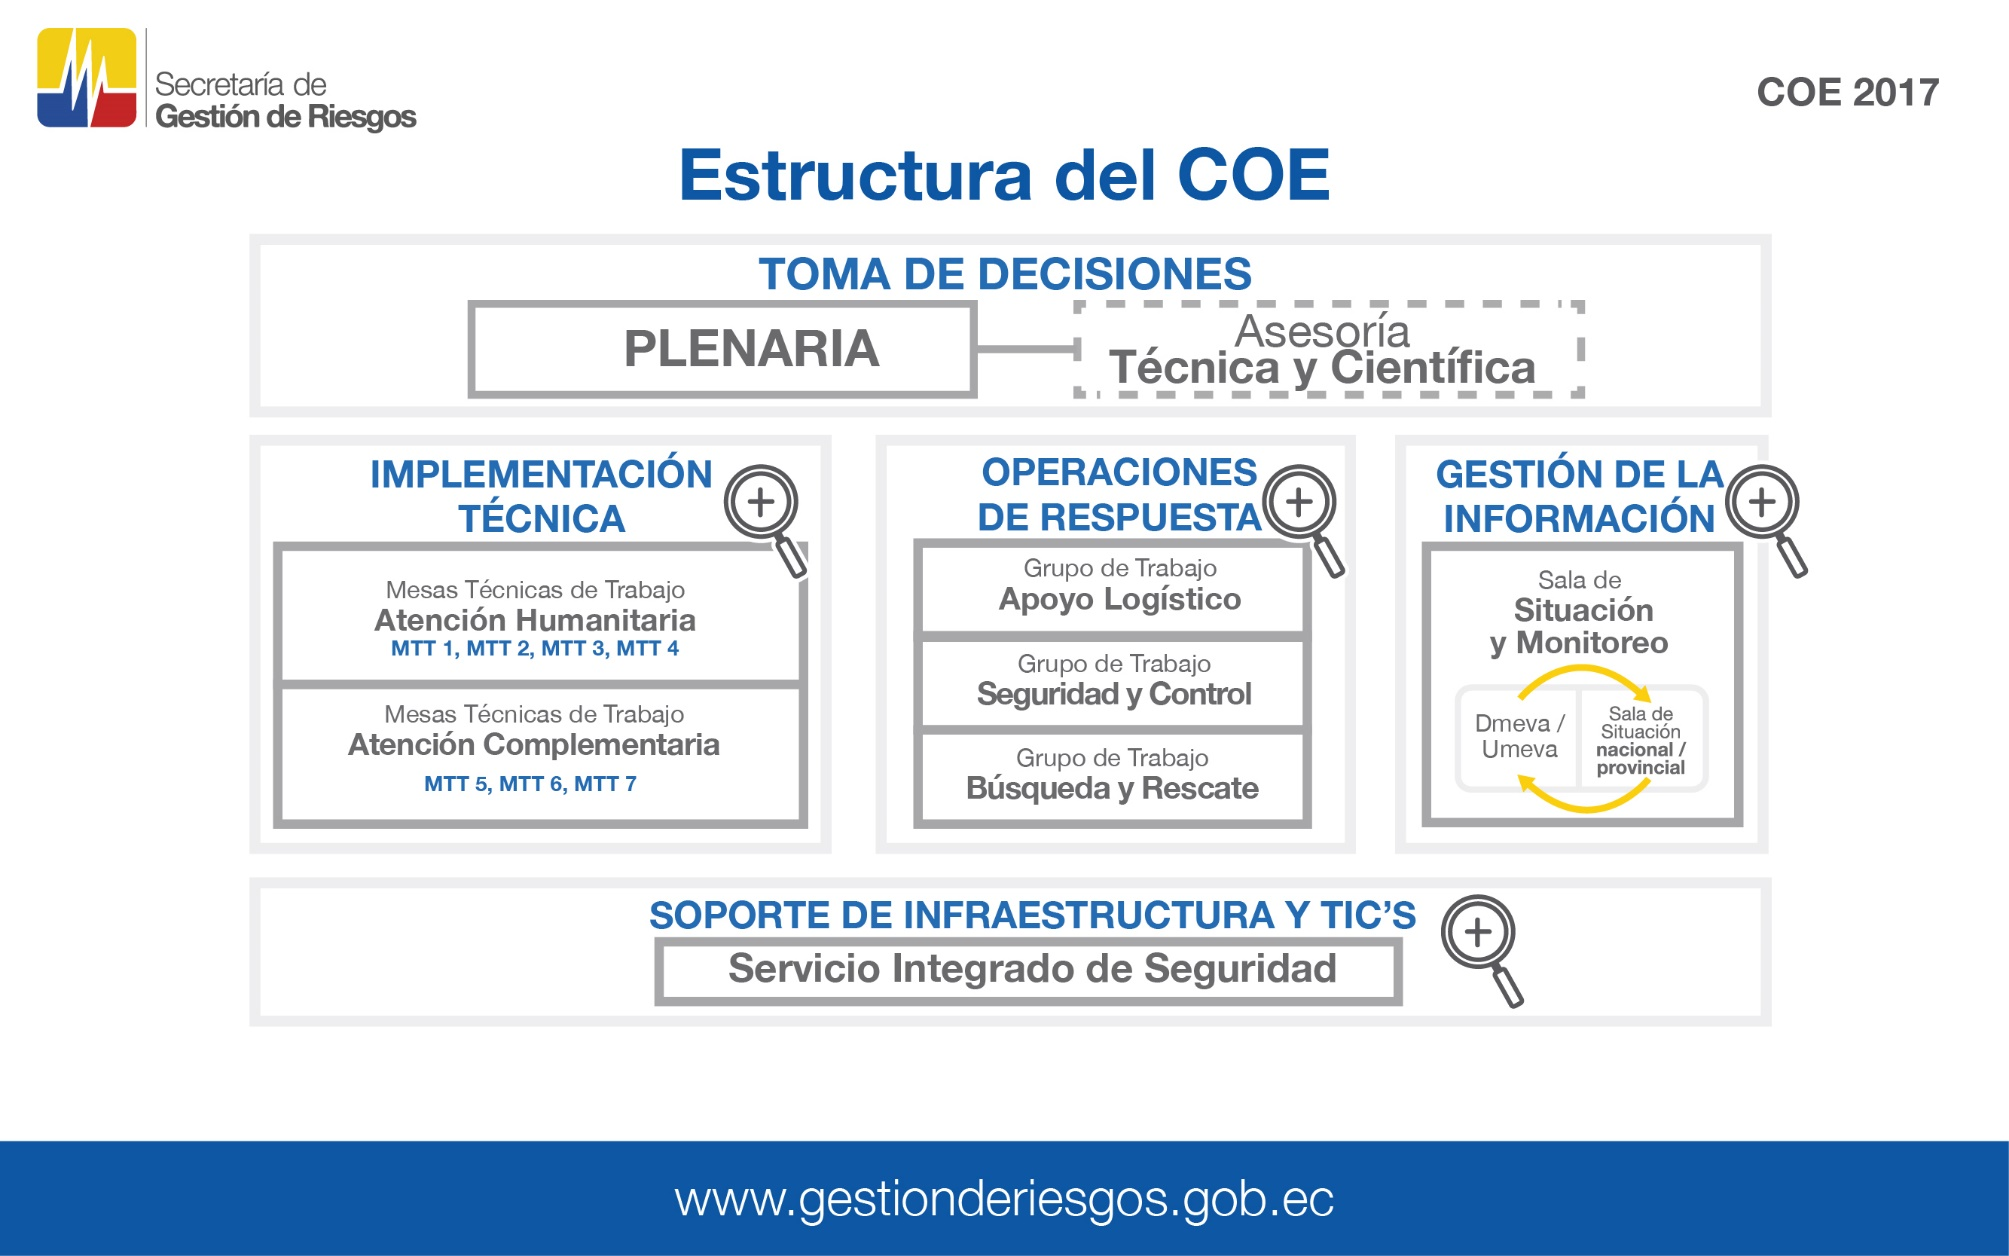 Secretaría de
Gestión de Riesgos
COE 2017
Estructura del COE
TOMA DE DECISIONES
PLENARIA
Asesoría
Técnica y Científica
IMPLEMENTACIÓN
TÉCNICA
Mesas Técnicas de Trabajo
Atención Humanitaria
MTT 1, MTT 2, MTT 3, MTT 4
Mesas Técnicas de Trabajo
Atención Complementaria
MTT 5, MTT 6, MTT 7
OPERACIONES
DE RESPUESTA
Grupo de Trabajo
Apoyo Logístico
Grupo de Trabajo
Seguridad y Control
Grupo de Trabajo
Búsqueda y Rescate
GESTIÓN DE LA
INFORMACIÓN
Sala de
Situación
y Monitoreo
Dmeva /
Umeva
Sala de
Situación
nacional /
provincial
SOPORTE DE INFRAESTRUCTURA Y TIC’S
Servicio Integrado de Seguridad
www.gestionderiesgos.gob.ec